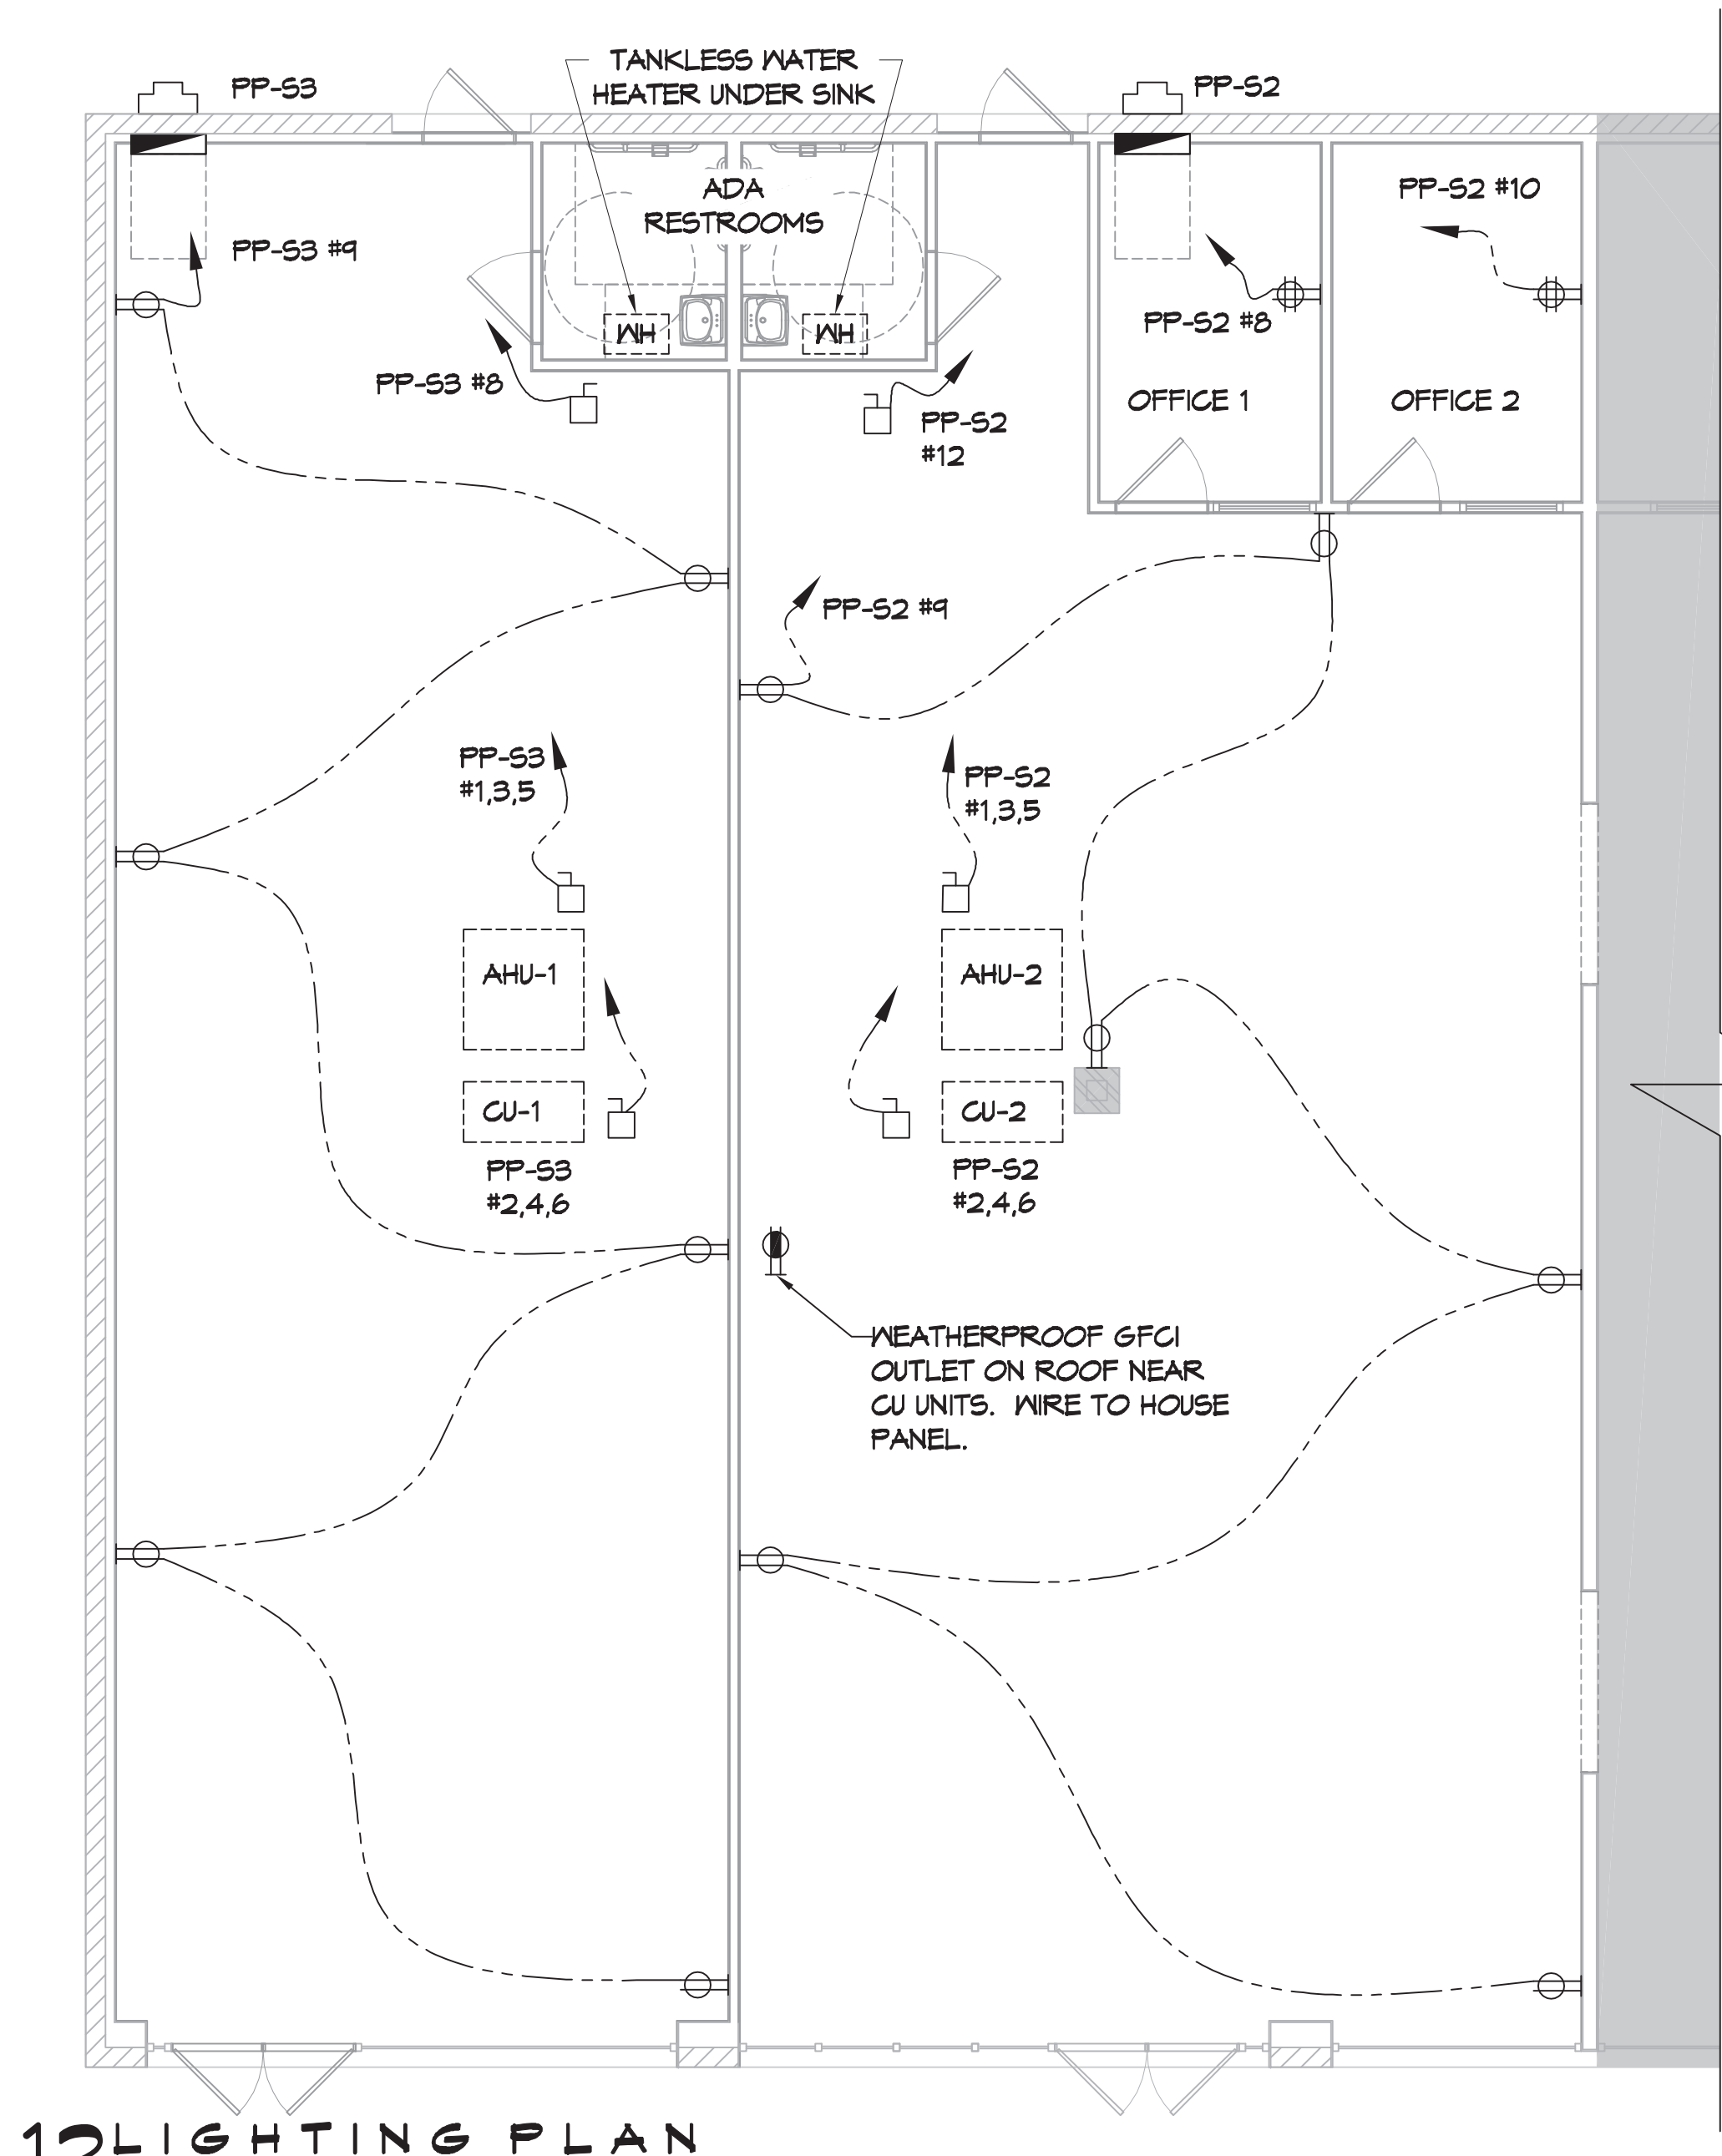 TANKLESS WATER
HEATER UNDER SINK
PP-S3
PP-S2
ADA
RESTROOMS
PP-S2 #10
PP-S3 #9
PP-S2 #8
WH
WH
PP-S3 #8
OFFICE 1
OFFICE 2
PP-S2
#12
PP-S2 #9
PP-S3
#1,3,5
PP-S2
#1,3,5
AHU-1
AHU-2
CU-1
CU-2
PP-S3
#2,4,6
PP-S2
#2,4,6
WEATHERPROOF GFCI
OUTLET ON ROOF NEAR
CU UNITS. WIRE TO HOUSE
PANEL.
12 LIGHTING PLAN